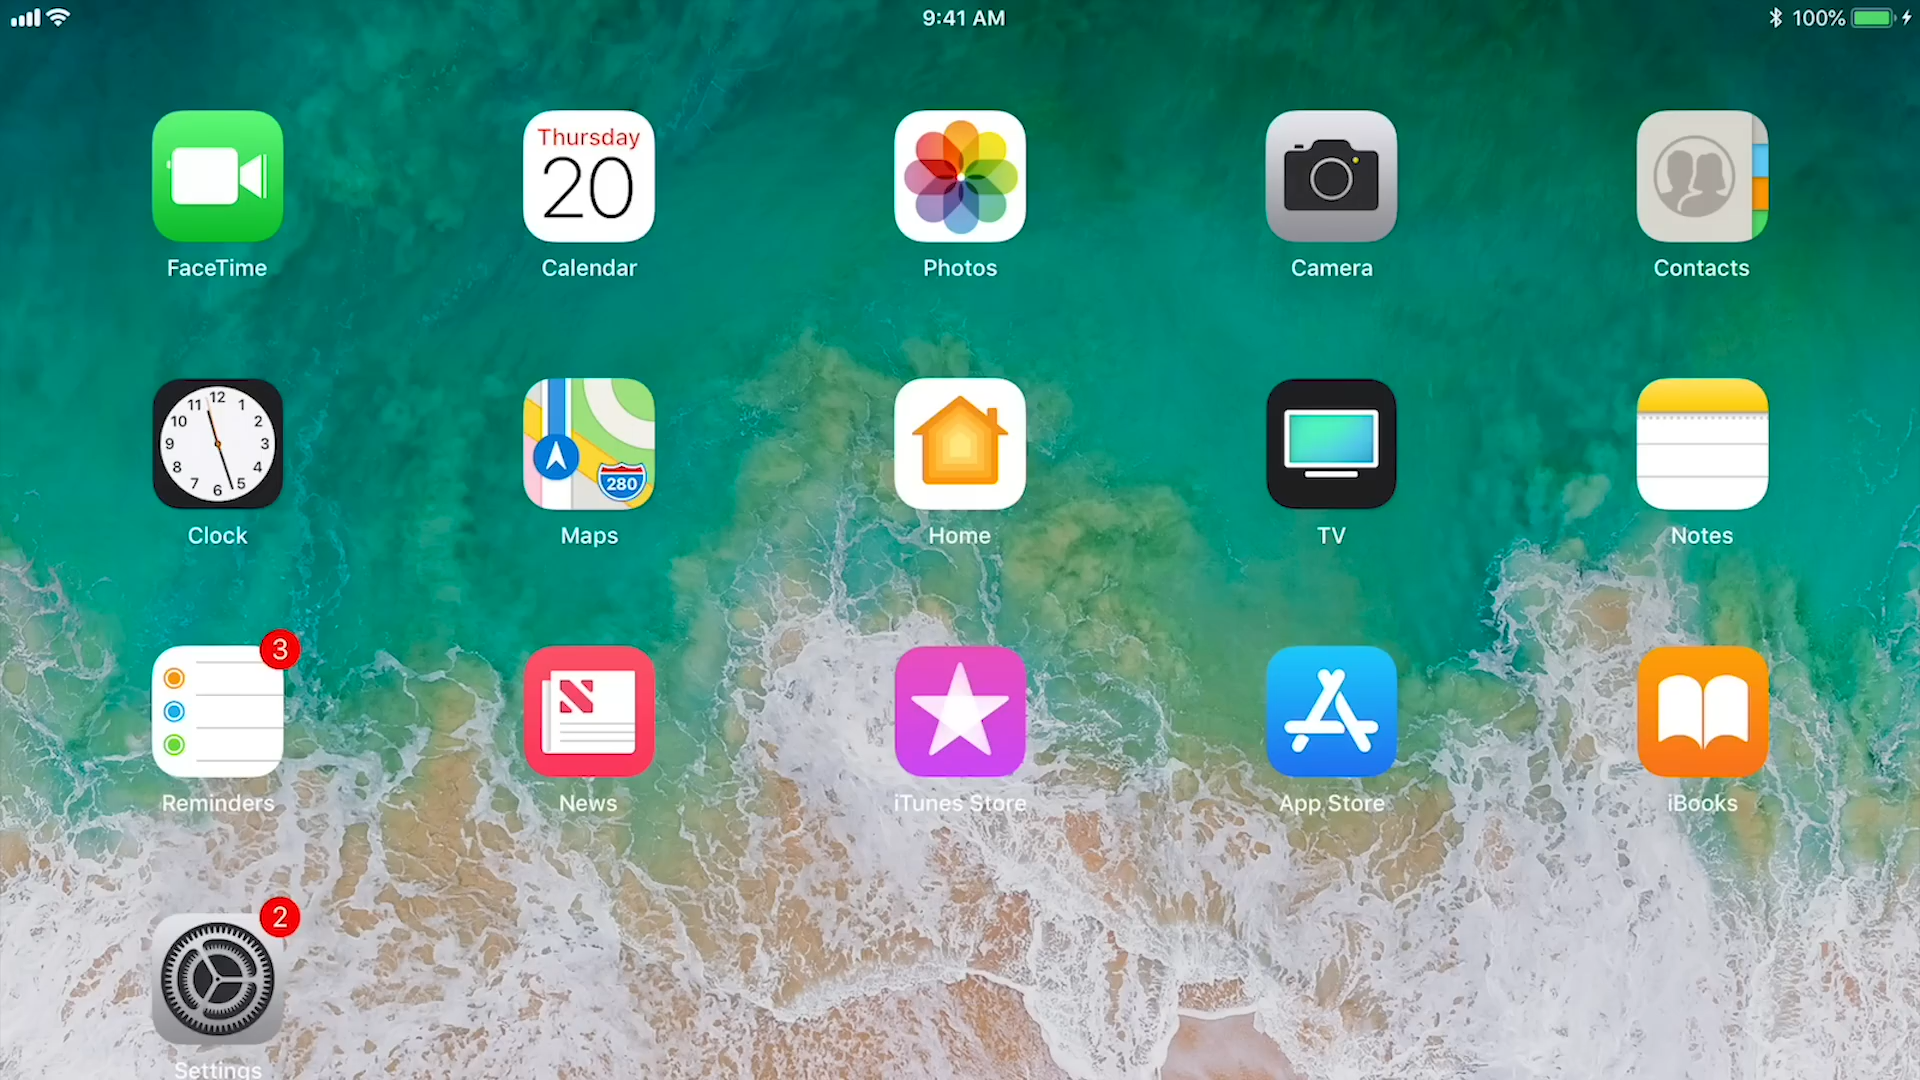 9:41 AM
100%
Thursday
20
FaceTime
Calendar
Photos
Camera
Contacts
12
11 1
10 2
9 3
8 4
7 5
6
280
Clock
Maps
Home
TV
Notes
3
Reminders
News
iTunes Store
App Store
iBooks
2
Settings